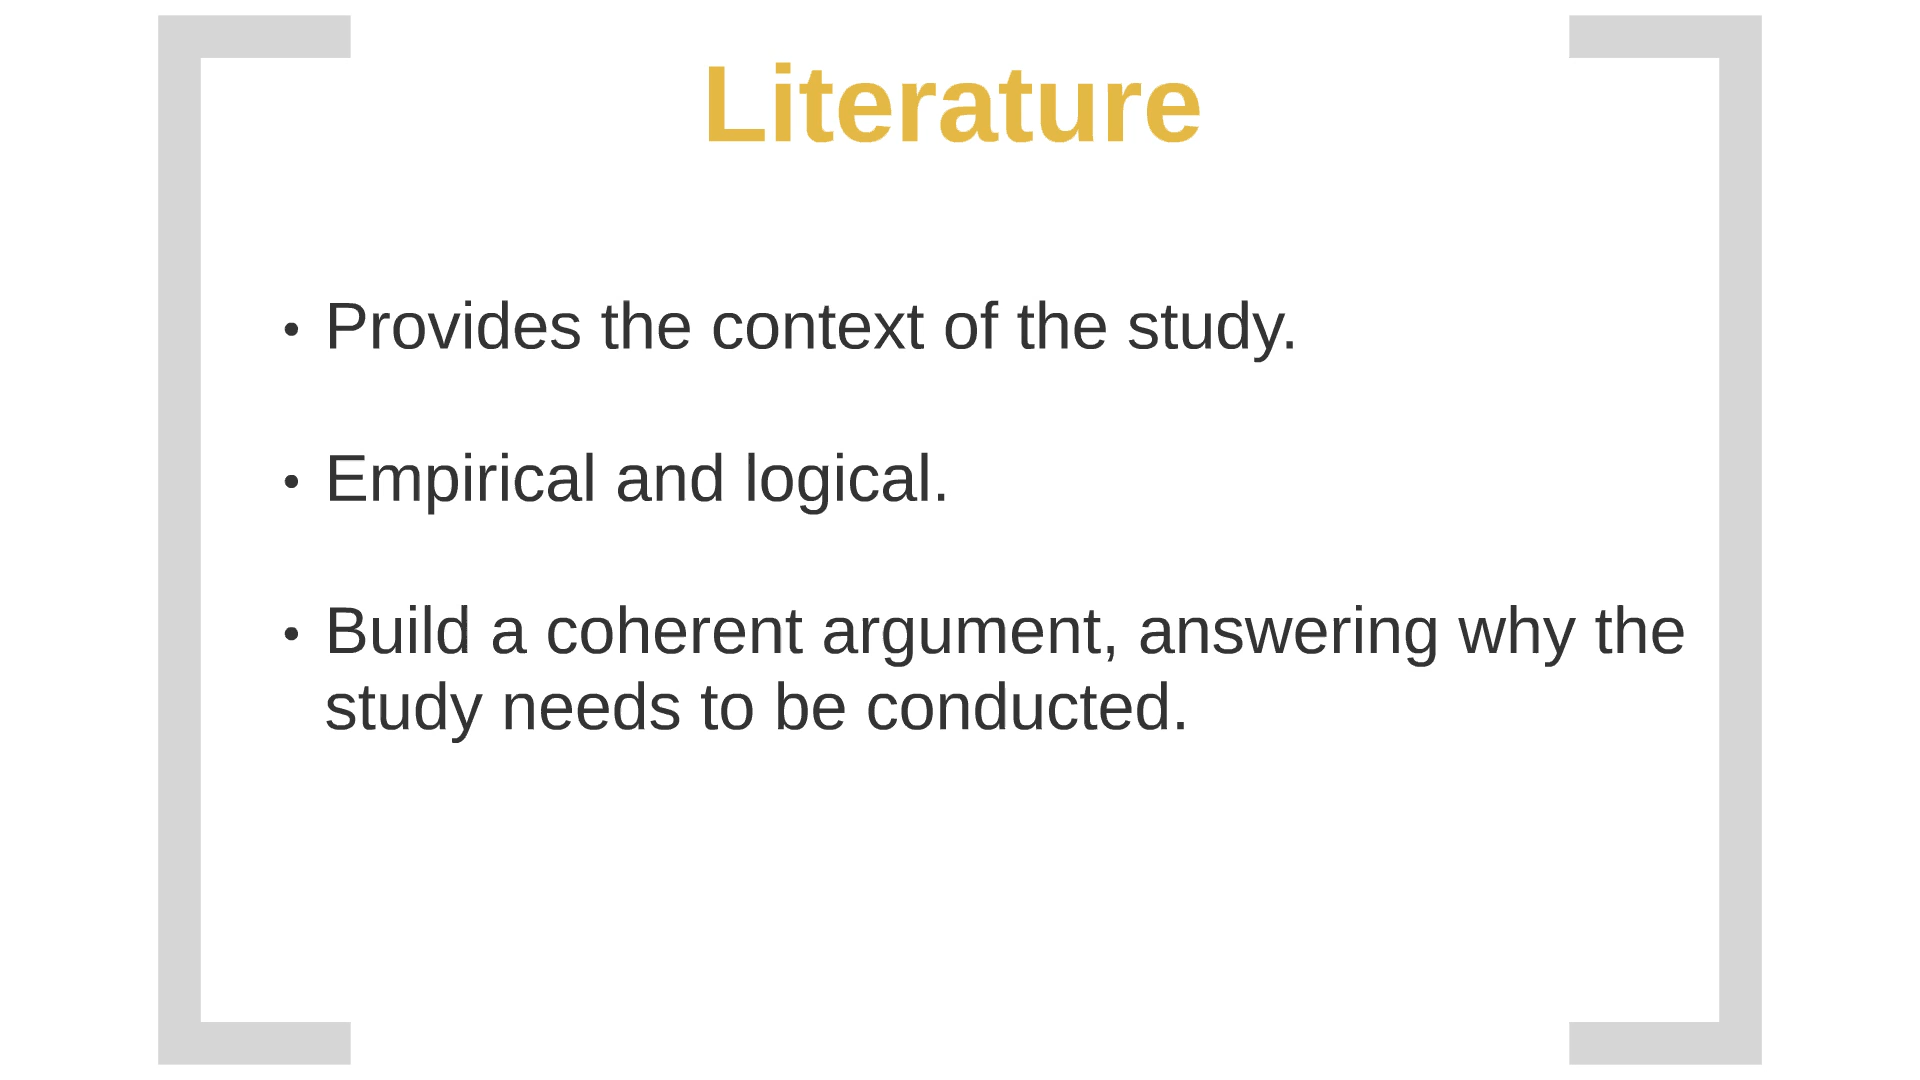 Literature
• Provides the context of the study.
• Empirical and logical.
• Build a coherent argument, answering why the
study needs to be conducted.